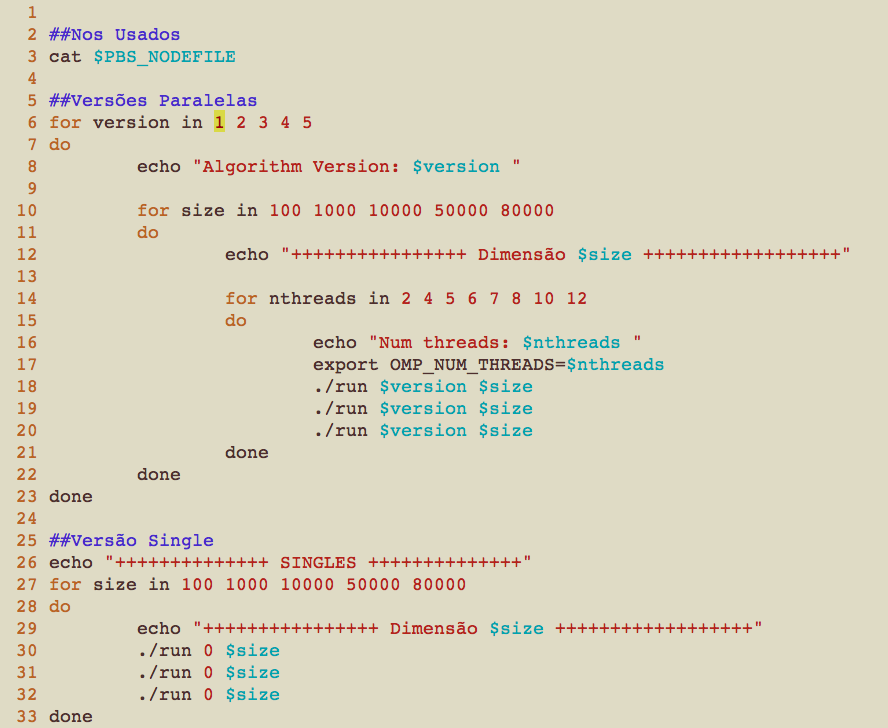 1
2 ##Nos Usados
3 cat $PBS_NODEFILE
4
5 ##Versões Paralelas
6 for version in 1 2 3 4 5
7 do
8         echo "Algorithm Version: $version "
9
10         for size in 100 1000 10000 50000 80000
11         do
12                 echo "++++++++++++++++ Dimensão $size ++++++++++++++++++"
13
14                 for nthreads in 2 4 5 6 7 8 10 12
15                 do
16                         echo "Num threads: $nthreads "
17                         export OMP_NUM_THREADS=$nthreads
18                         ./run $version $size
19                         ./run $version $size
20                         ./run $version $size
21                 done
22         done
23 done
24
25 ##Versão Single
26 echo "++++++++++++++ SINGLES ++++++++++++++"
27 for size in 100 1000 10000 50000 80000
28 do
29         echo "++++++++++++++++ Dimensão $size ++++++++++++++++++"
30         ./run 0 $size
31         ./run 0 $size
32         ./run 0 $size
33 done